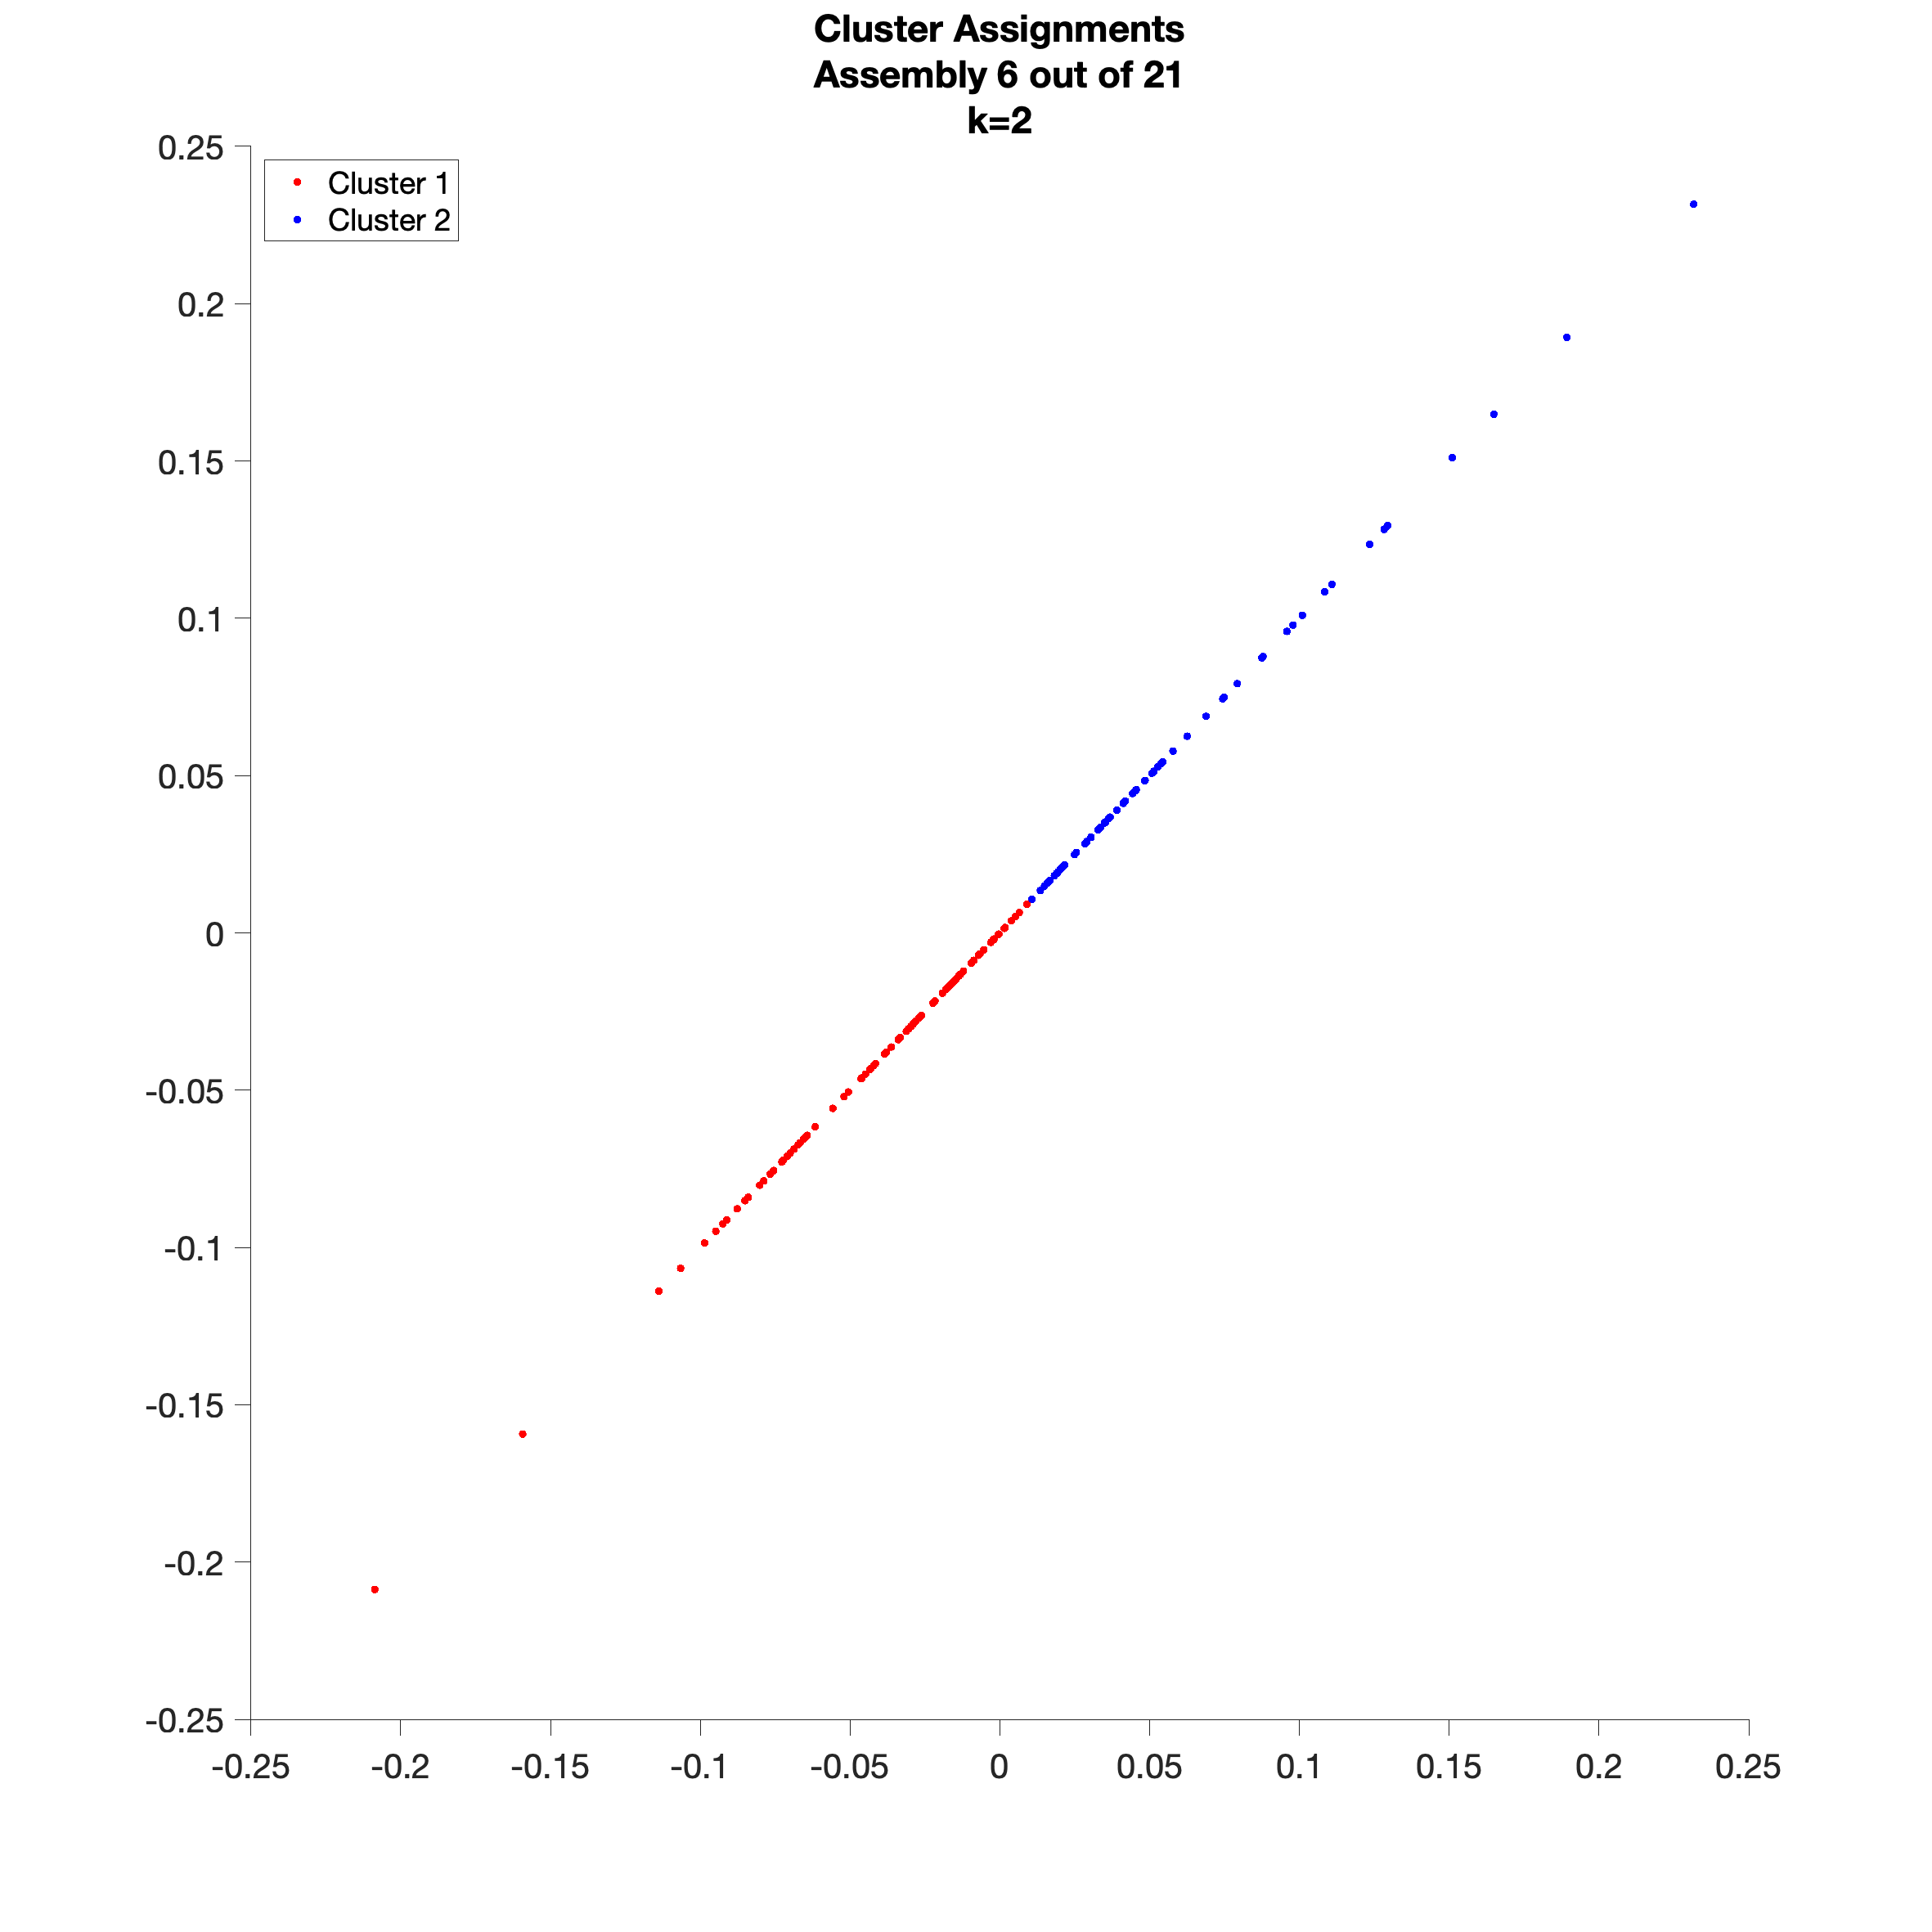 Cluster Assignments
Assembly 6 out of 21
k=2
Cluster 1
Cluster 2
0.25
0.2
0.15
0.1
0.05
0
-0.05
-0.1
-0.15
-0.2
-0.25
-0.25 -0.2 -0.15 -0.1 -0.05 0 0.05 0.1 0.15 0.2 0.25